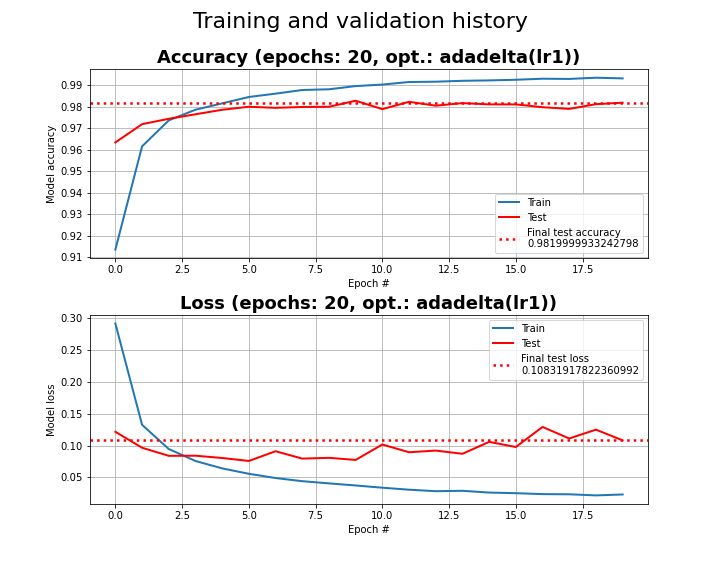 Training and validation history
Accuracy (epochs: 20, opt.: adadelta(lr1))
0.99
0.98
0.97
0.96
0.95
0.94
0.93
0.92
0.91
Model accuracy
Train
Test
Final test accuracy
0.9819999933242798
0.0 2.5 5.0 7.5 10.0 12.5 15.0 17.5
Epoch #
Loss (epochs: 20, opt.: adadelta(lr1))
0.30
0.25
0.20
0.15
0.10
0.05
Model loss
Train
Test
Final test loss
0.10831917822360992
0.0 2.5 5.0 7.5 10.0 12.5 15.0 17.5
Epoch #